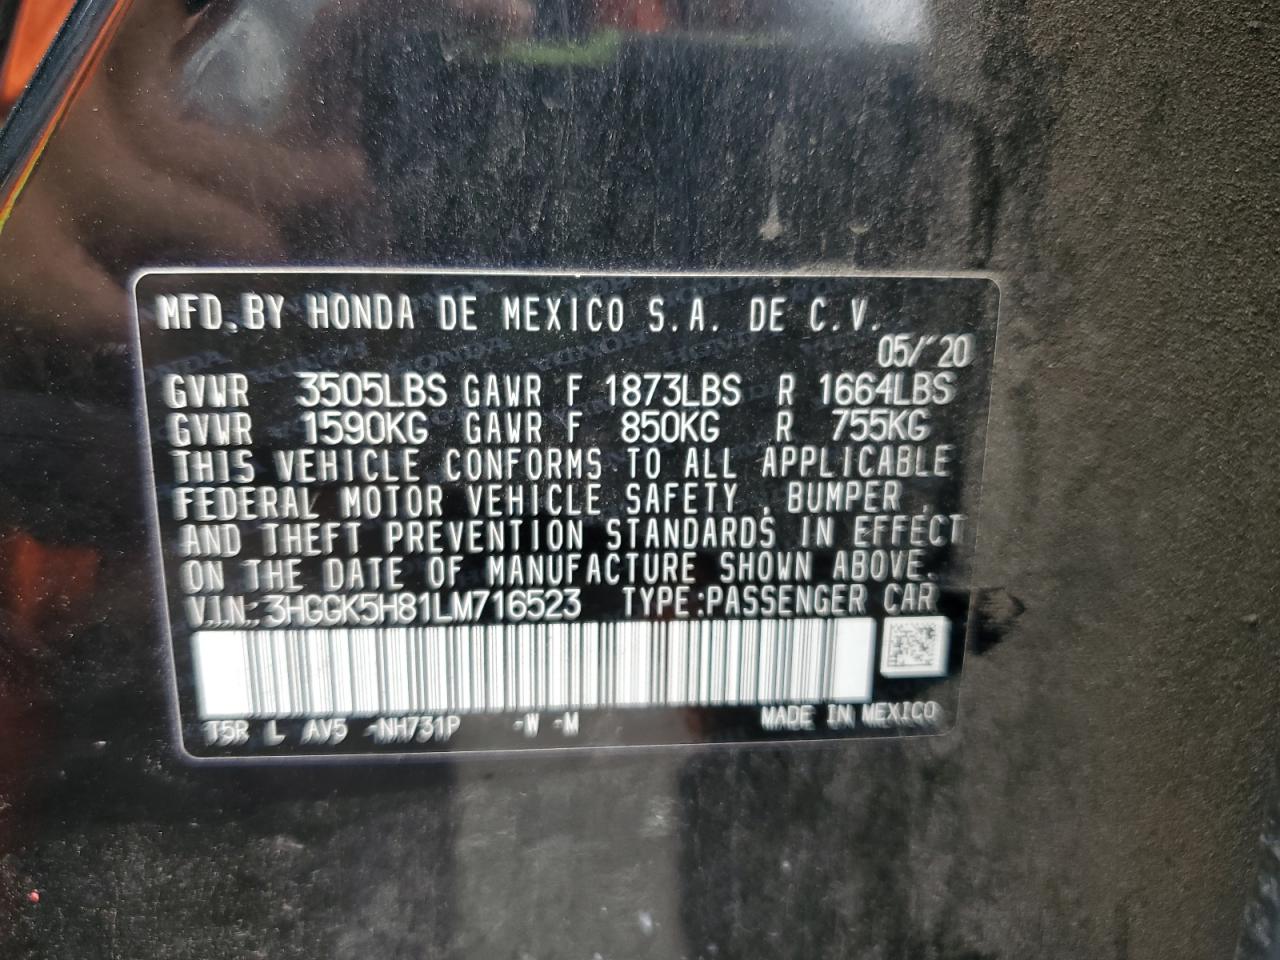 MFD. BY HONDA DE MEXICO S.A. DE C.V.
05/'20
GVWR 3505LBS GAWR F 1873LBS R 1664LBS
GVWR 1590KG GAWR F 850KG R 755KG
THIS VEHICLE CONFORMS TO ALL APPLICABLE
FEDERAL MOTOR VEHICLE SAFETY , BUMPER ,
AND THEFT PREVENTION STANDARDS IN EFFECT
ON THE DATE OF MANUFACTURE SHOWN ABOVE.
V.I.N.: 3HGGK5H81LM716523 TYPE:PASSENGER CAR
T5R L AV5 -NH731P -W -M MADE IN MEXICO